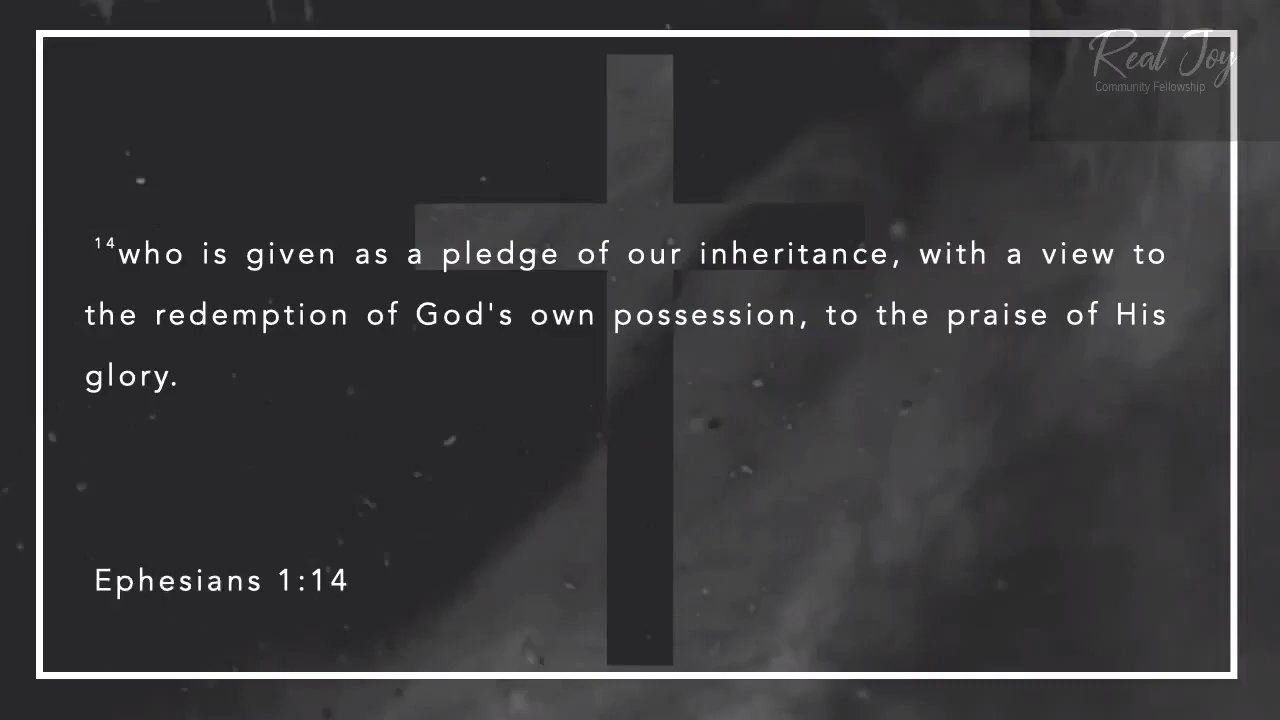 Real Joy
Community Fellowship
14who is given as a pledge of our inheritance, with a view to
the redemption of God's own possession, to the praise of His
glory.
Ephesians 1:14